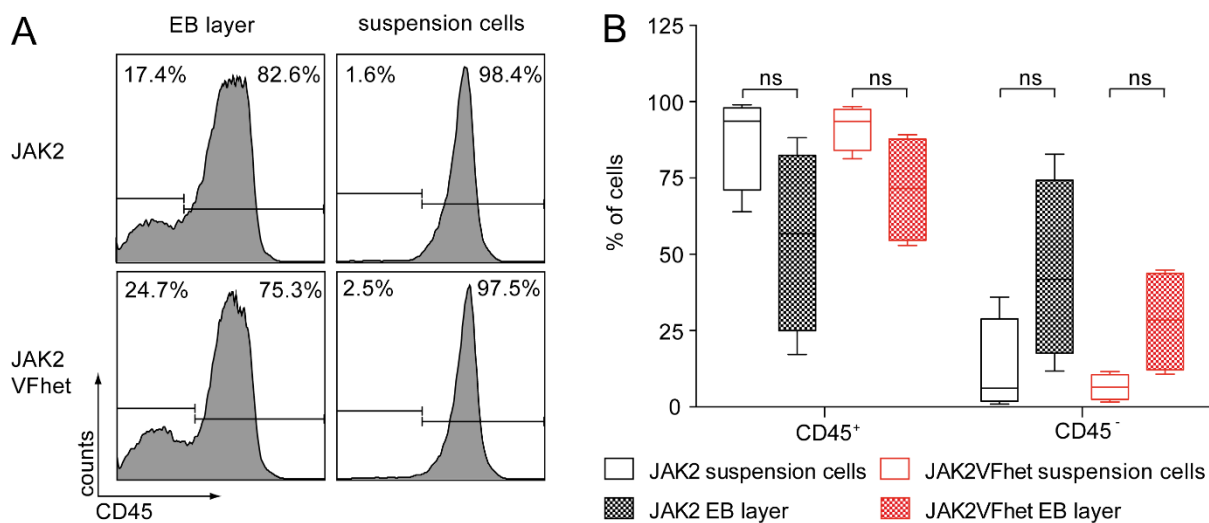 A
EB layer
suspension cells
JAK2
17.4%
82.6%
1.6%
98.4%
JAK2
VFhet
24.7%
75.3%
2.5%
97.5%
counts
CD45
B
ns
ns
ns
ns
% of cells
100
75
50
25
0
CD45⁺
CD45⁻
JAK2 suspension cells
JAK2VFhet suspension cells
JAK2 EB layer
JAK2VFhet EB layer